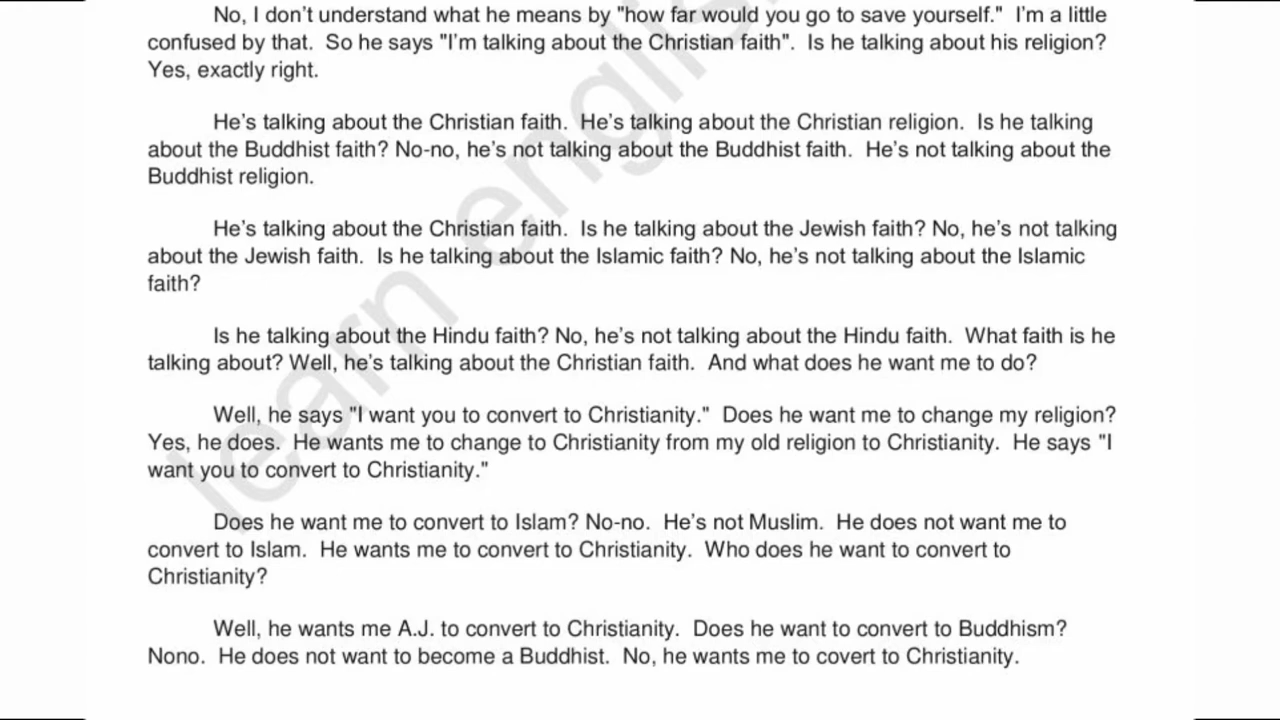 No, I don't understand what he means by "how far would you go to save yourself."  I'm a little
confused by that.  So he says "I'm talking about the Christian faith".  Is he talking about his religion?
Yes, exactly right.
He's talking about the Christian faith.  He's talking about the Christian religion.  Is he talking
about the Buddhist faith? No-no, he's not talking about the Buddhist faith.  He's not talking about the
Buddhist religion.
He's talking about the Christian faith.  Is he talking about the Jewish faith? No, he's not talking
about the Jewish faith.  Is he talking about the Islamic faith? No, he's not talking about the Islamic
faith?
Is he talking about the Hindu faith? No, he's not talking about the Hindu faith.  What faith is he
talking about? Well, he's talking about the Christian faith.  And what does he want me to do?
Well, he says "I want you to convert to Christianity."  Does he want me to change my religion?
Yes, he does.  He wants me to change to Christianity from my old religion to Christianity.  He says "I
want you to convert to Christianity."
Does he want me to convert to Islam? No-no.  He's not Muslim.  He does not want me to
convert to Islam.  He wants me to convert to Christianity.  Who does he want to convert to
Christianity?
Well, he wants me A.J. to convert to Christianity.  Does he want to convert to Buddhism?
Nono.  He does not want to become a Buddhist.  No, he wants me to covert to Christianity.
learn english